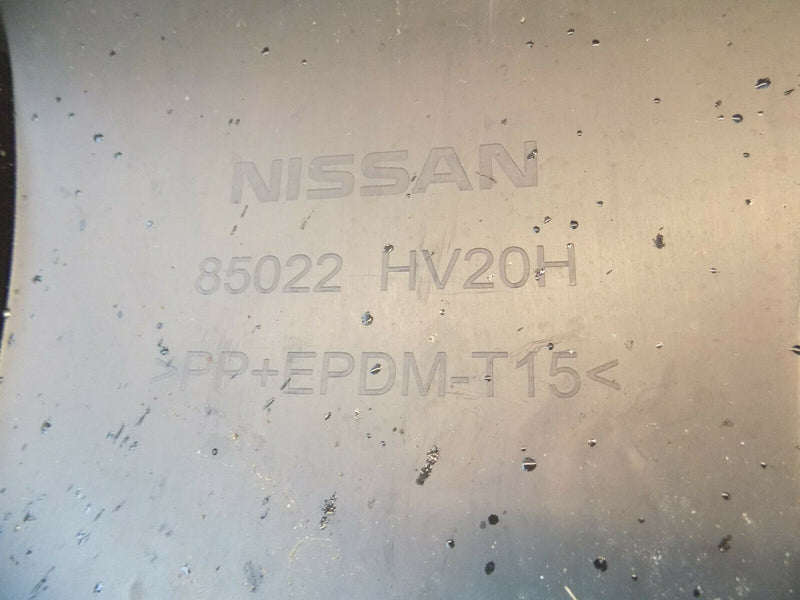 NISSAN
85022 HV20H
>PP+EPDM-T15<